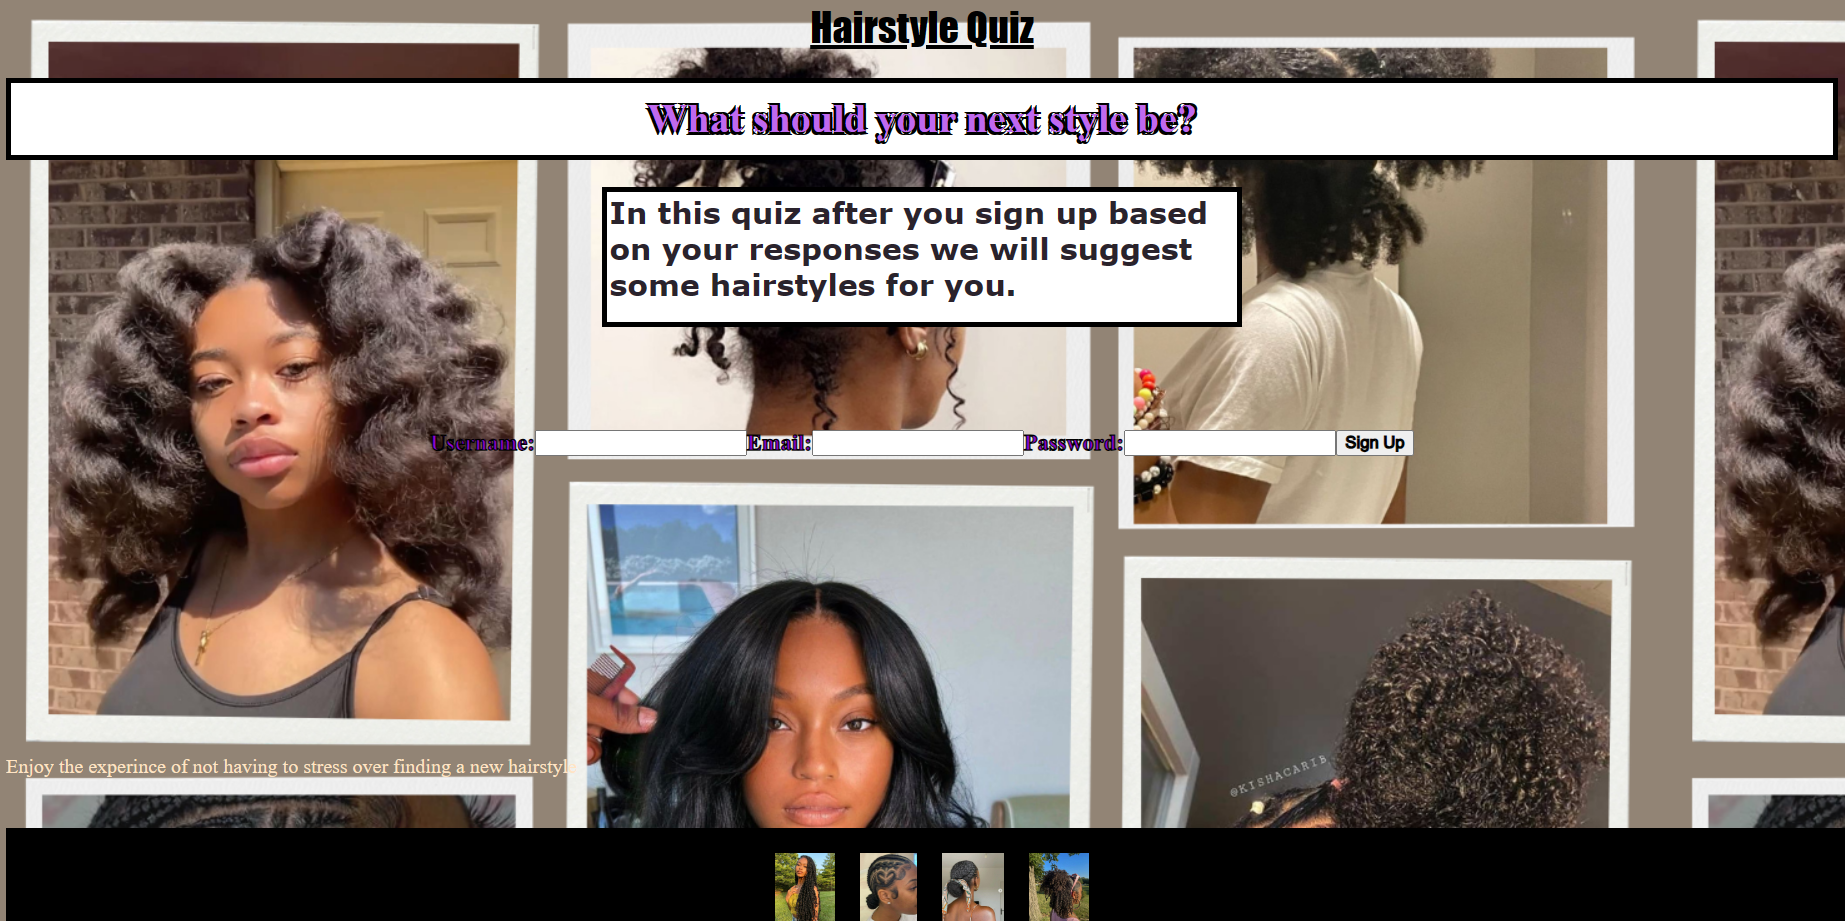 Hairstyle Quiz
What should your next style be?
In this quiz after you sign up based
on your responses we will suggest
some hairstyles for you.
Username: Email: Password: Sign Up
Enjoy the experince of not having to stress over finding a new hairstyle
@KISHACARIB